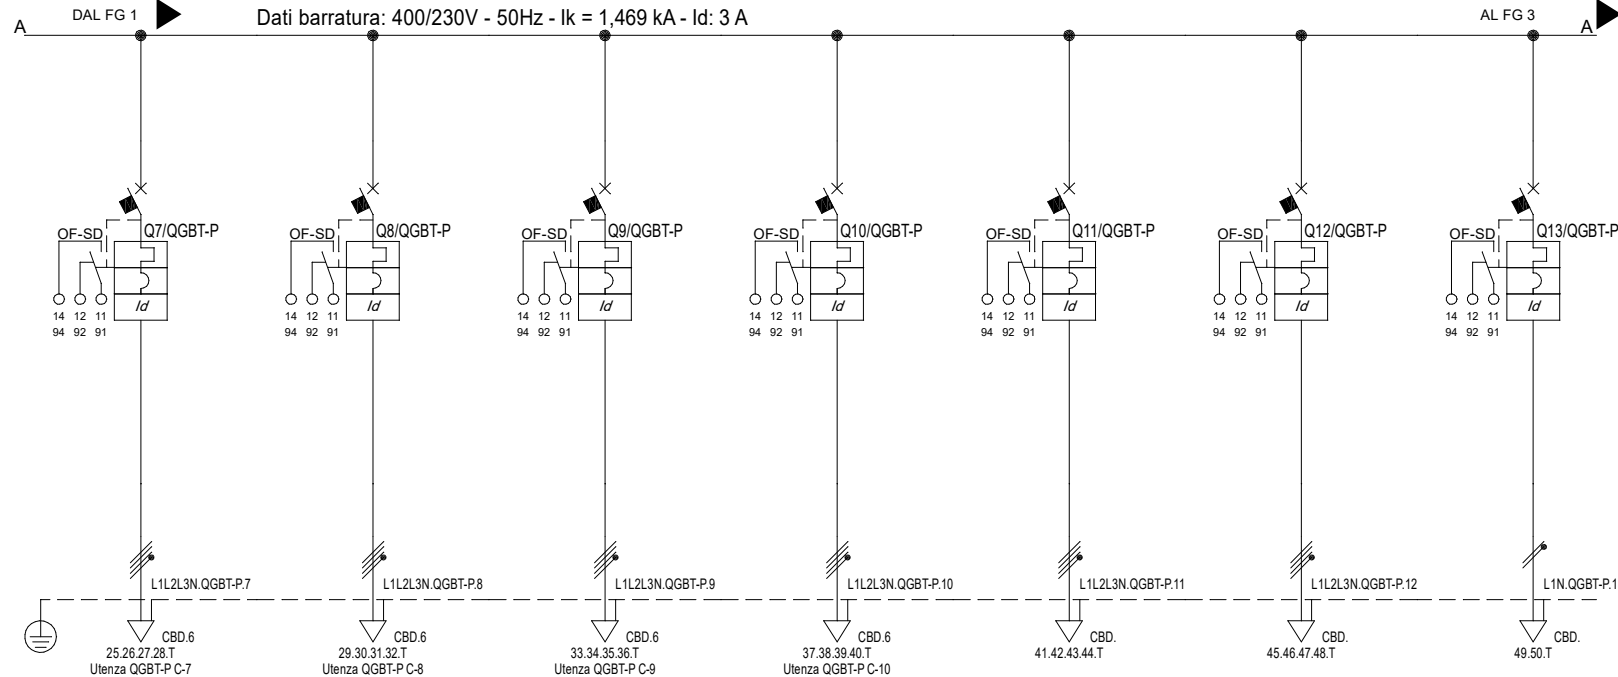 DAL FG 1
Dati barratura: 400/230V - 50Hz - Ik = 1,469 kA - Id: 3 A
AL FG 3
A
A
Q7/QGBT-P
Q8/QGBT-P
Q9/QGBT-P
Q10/QGBT-P
Q11/QGBT-P
Q12/QGBT-P
Q13/QGBT-P
OF-SD
OF-SD
OF-SD
OF-SD
OF-SD
OF-SD
OF-SD
Id
Id
Id
Id
Id
Id
Id
14 12 11
14 12 11
14 12 11
14 12 11
14 12 11
14 12 11
14 12 11
94 92 91
94 92 91
94 92 91
94 92 91
94 92 91
94 92 91
94 92 91
L1L2L3N.QGBT-P.7
L1L2L3N.QGBT-P.8
L1L2L3N.QGBT-P.9
L1L2L3N.QGBT-P.10
L1L2L3N.QGBT-P.11
L1L2L3N.QGBT-P.12
L1N.QGBT-P.1
CBD.6
CBD.6
CBD.6
CBD.6
CBD.
CBD.
CBD.
25.26.27.28.T
29.30.31.32.T
33.34.35.36.T
37.38.39.40.T
41.42.43.44.T
45.46.47.48.T
49.50.T
Utenza QGBT-P C-7
Utenza QGBT-P C-8
Utenza QGBT-P C-9
Utenza QGBT-P C-10